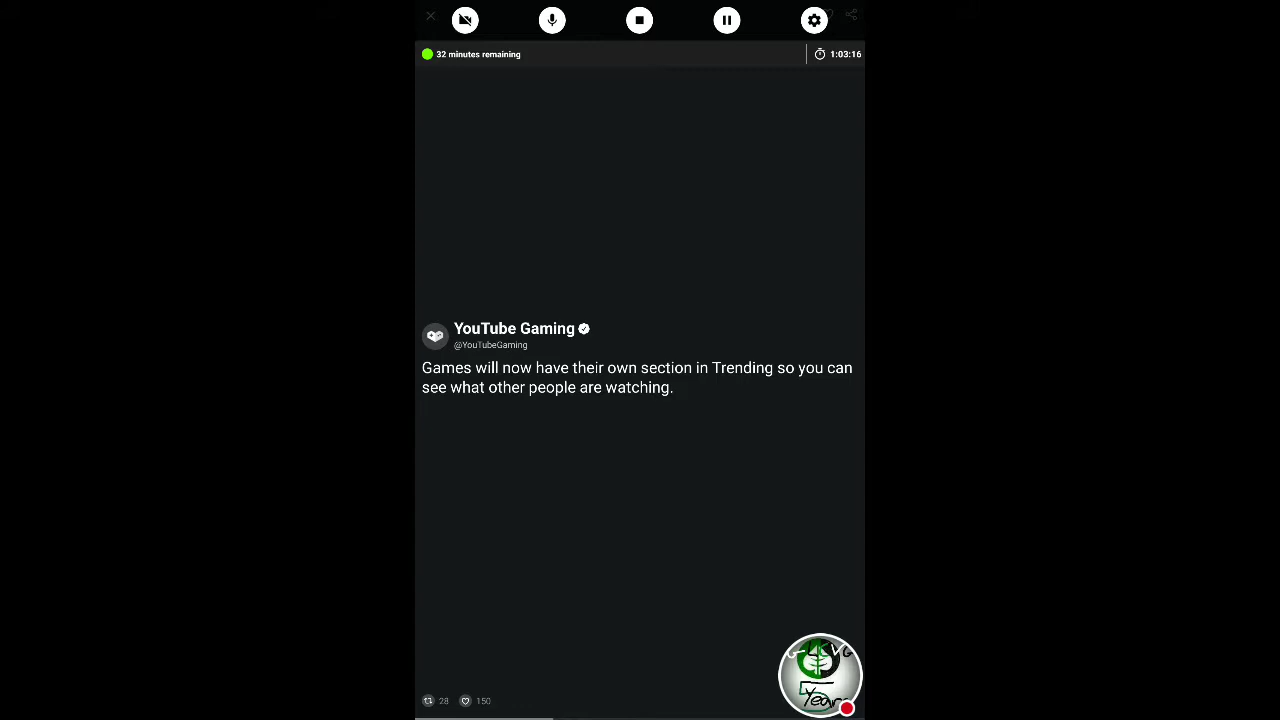 32 minutes remaining
1:03:16
YouTube Gaming
@YouTubeGaming
Games will now have their own section in Trending so you can
see what other people are watching.
28
150
Years